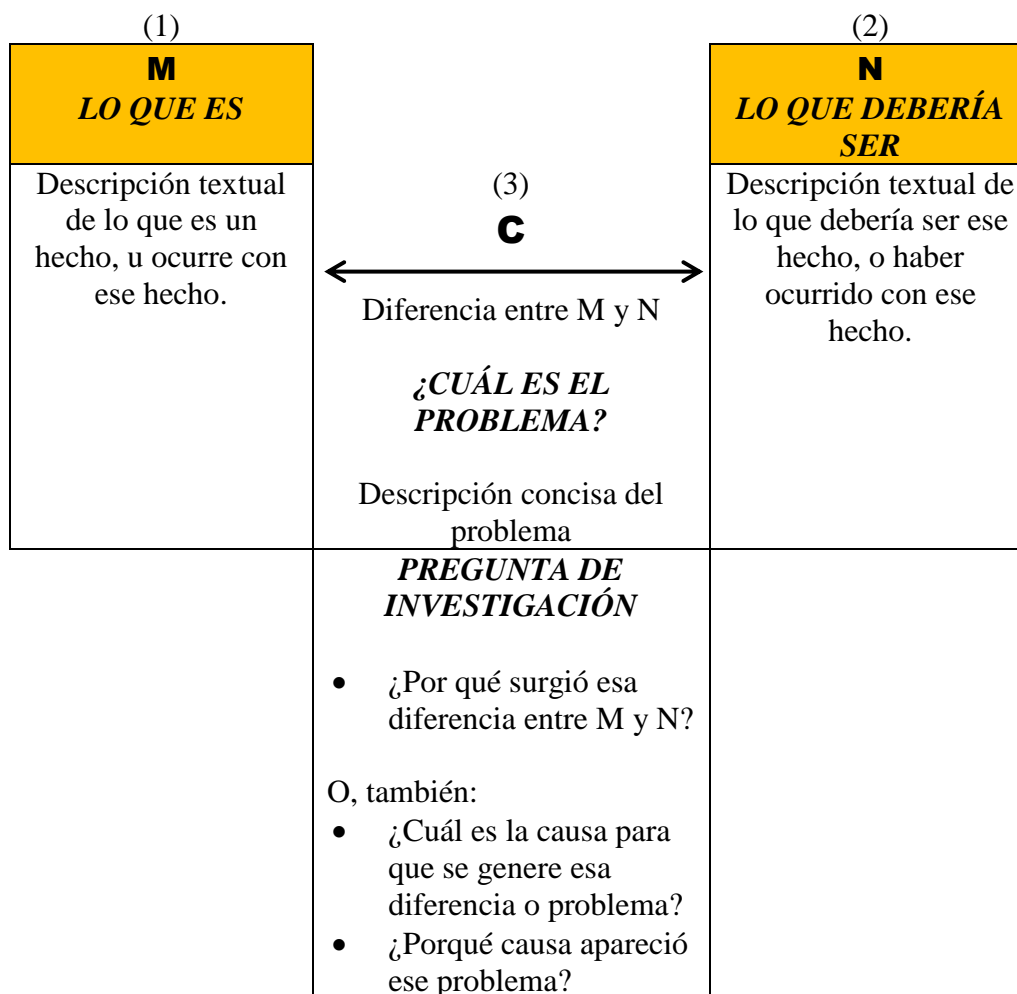 (1)
M
LO QUE ES
Descripción textual
de lo que es un
hecho, u ocurre con
ese hecho.
(3)
C
Diferencia entre M y N
¿CUÁL ES EL
PROBLEMA?
Descripción concisa del
problema
PREGUNTA DE
INVESTIGACIÓN
• ¿Por qué surgió esa
diferencia entre M y N?
O, también:
• ¿Cuál es la causa para
que se genere esa
diferencia o problema?
• ¿Porqué causa apareció
ese problema?
(2)
N
LO QUE DEBERÍA
SER
Descripción textual de
lo que debería ser ese
hecho, o haber
ocurrido con ese
hecho.